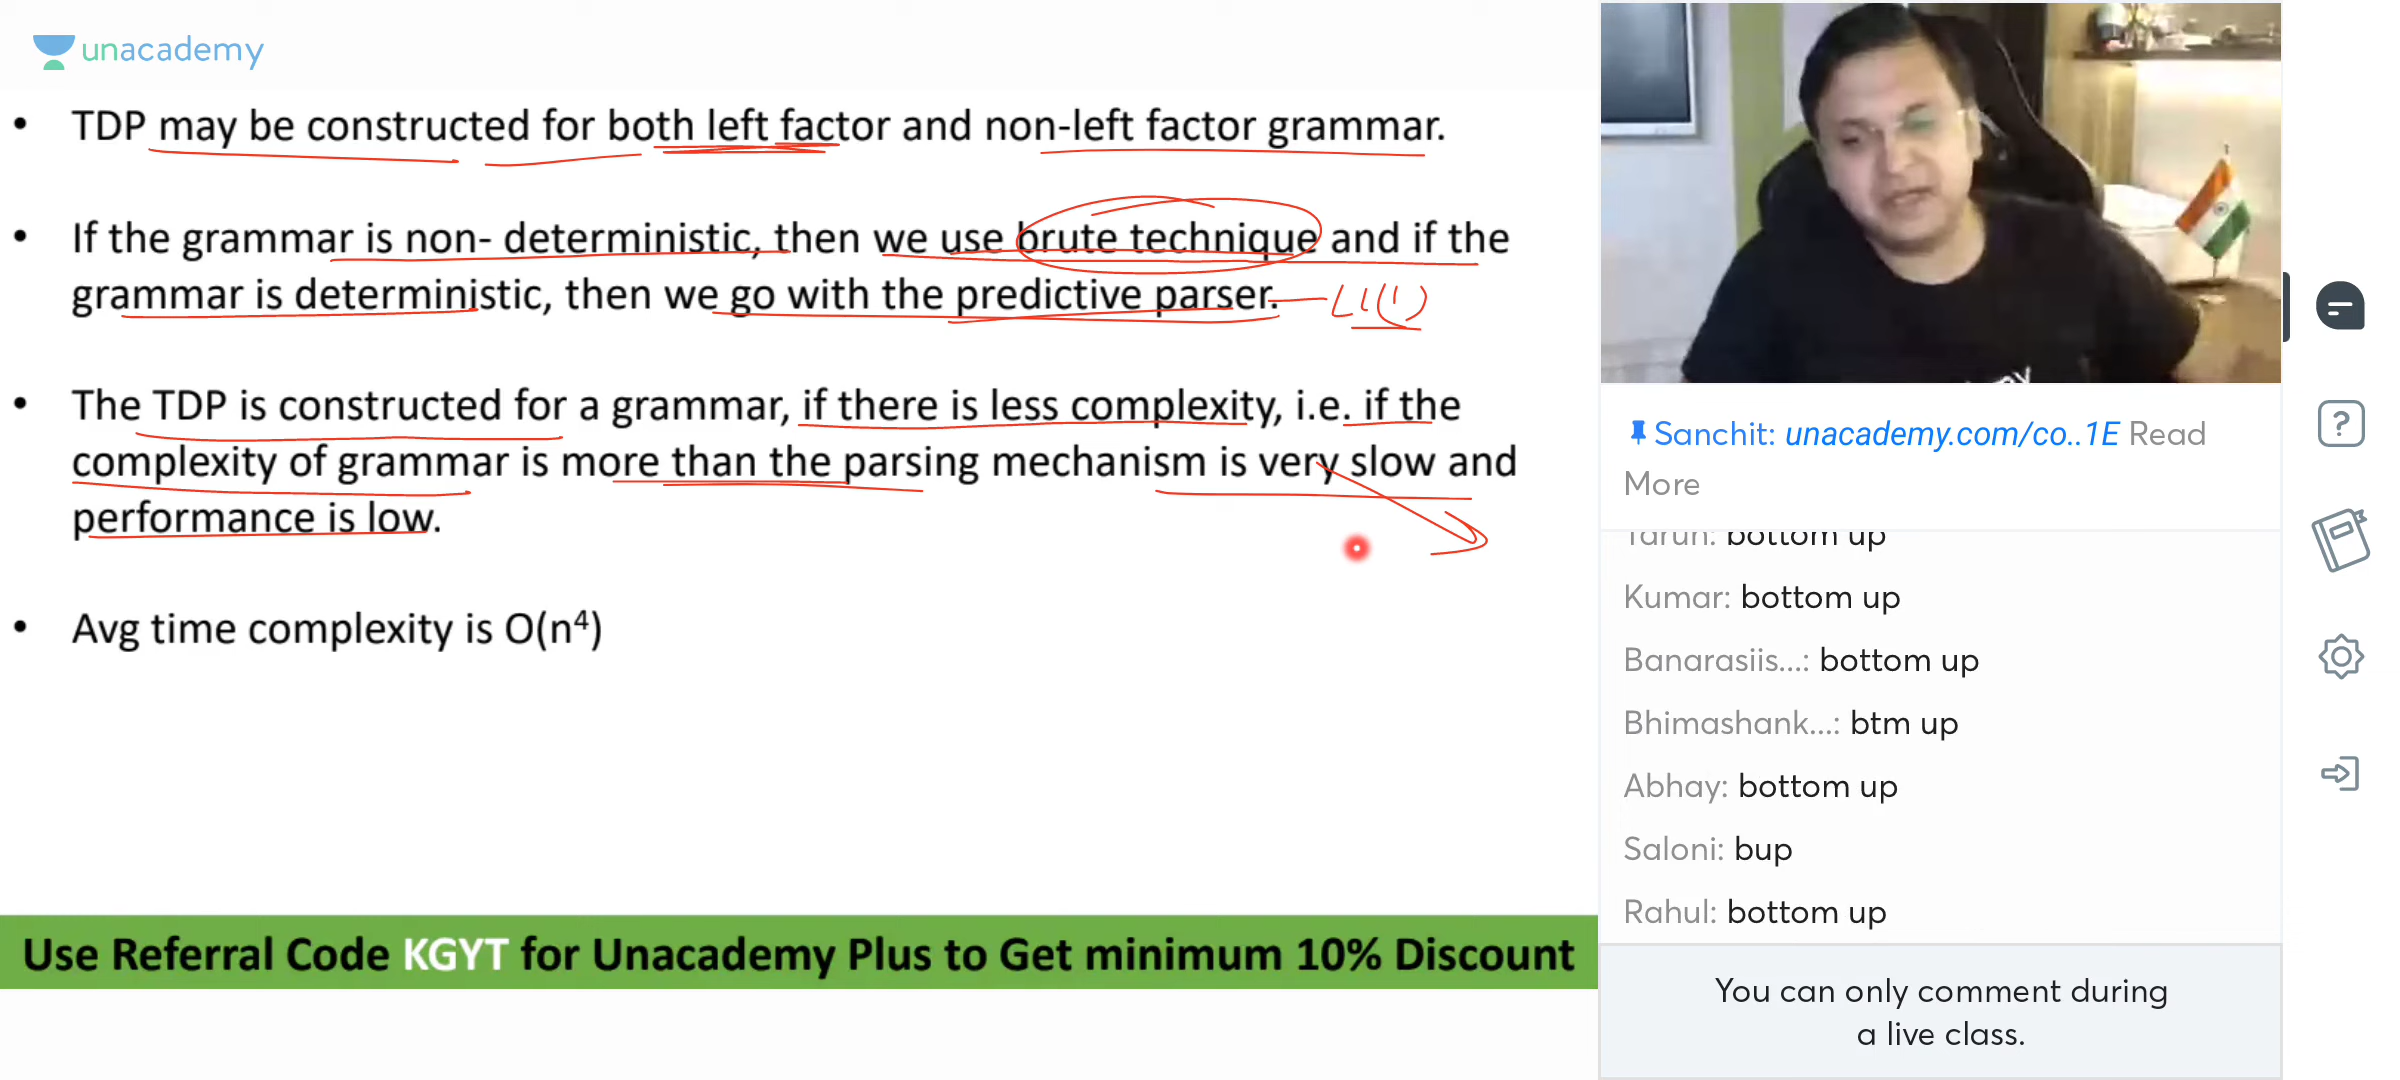 unacademy
• TDP may be constructed for both left factor and non-left factor grammar.
• If the grammar is non- deterministic, then we use brute technique and if the
grammar is deterministic, then we go with the predictive parser. LL(1)
• The TDP is constructed for a grammar, if there is less complexity, i.e. if the
complexity of grammar is more than the parsing mechanism is very slow and
performance is low.
• Avg time complexity is O(n⁴)
Use Referral Code KGYT for Unacademy Plus to Get minimum 10% Discount
Sanchit: unacademy.com/co..1E Read
More
Tarun: bottom up
Kumar: bottom up
Banarasiis...: bottom up
Bhimashank...: btm up
Abhay: bottom up
Saloni: bup
Rahul: bottom up
You can only comment during
a live class.
?